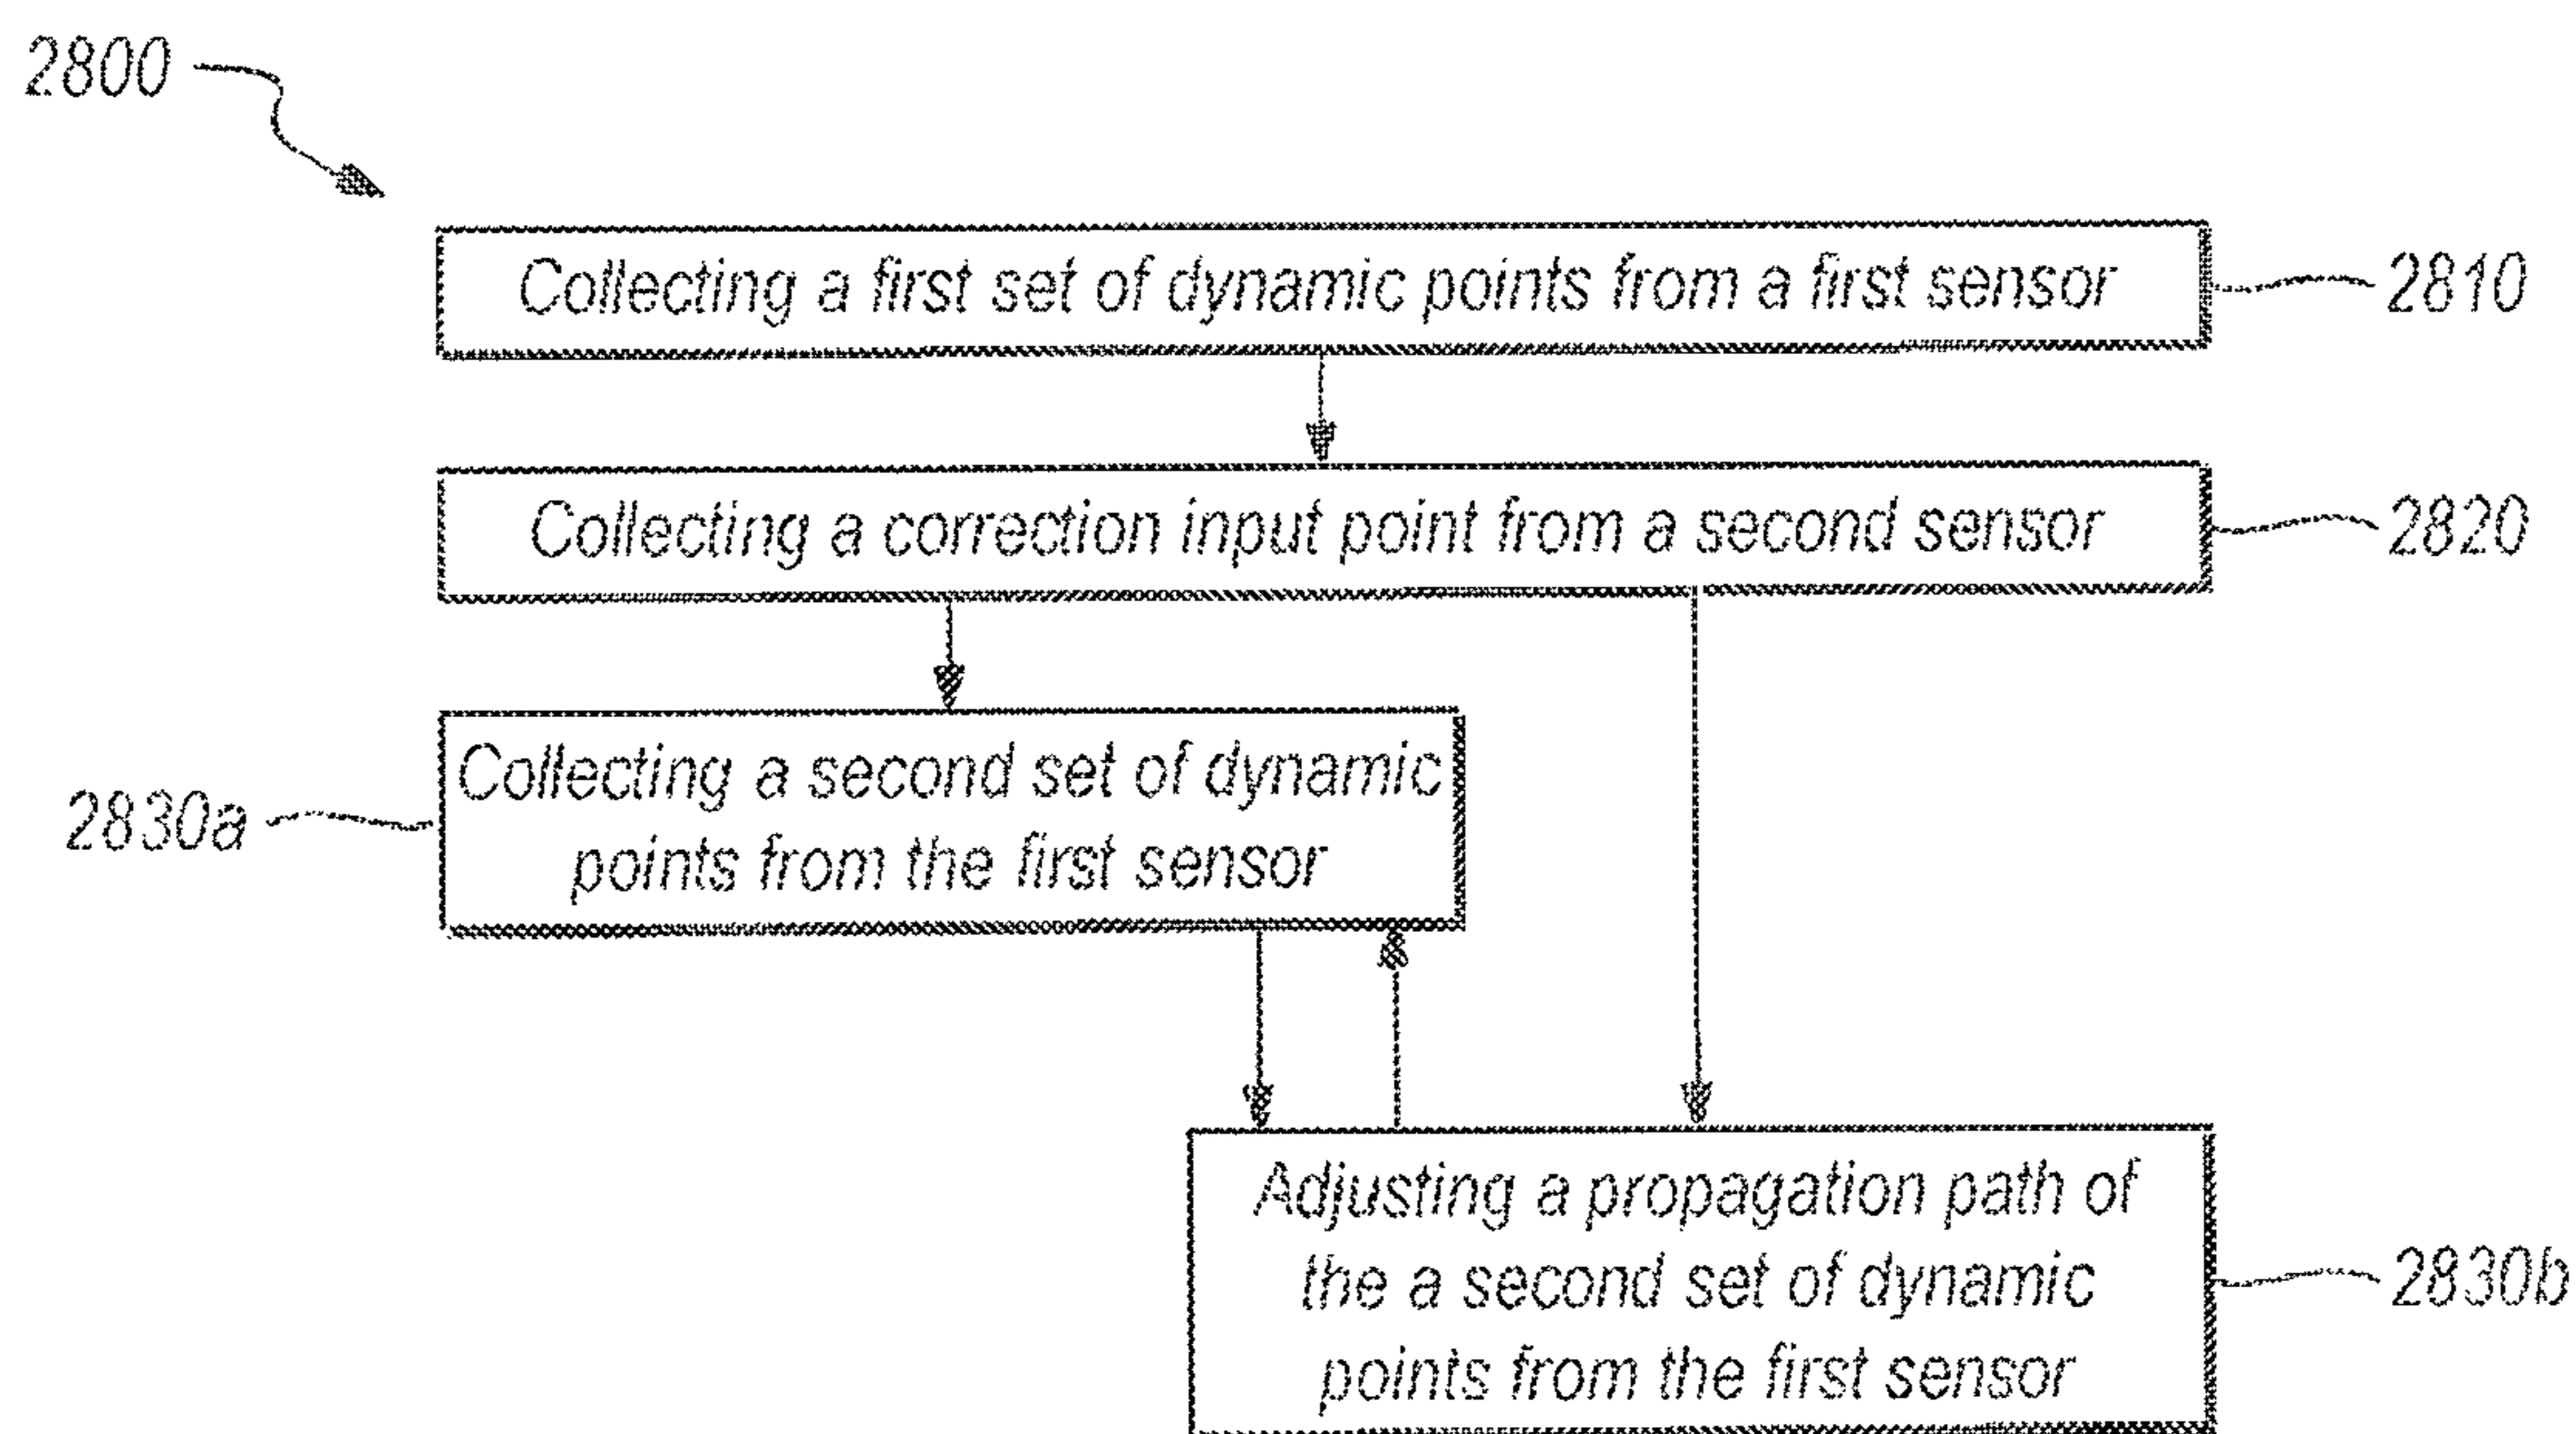 2800
Collecting a first set of dynamic points from a first sensor
2810
Collecting a correction input point from a second sensor
2820
Collecting a second set of dynamic
points from the first sensor
2830a
Adjusting a propagation path of
the a second set of dynamic
points from the first sensor
2830b